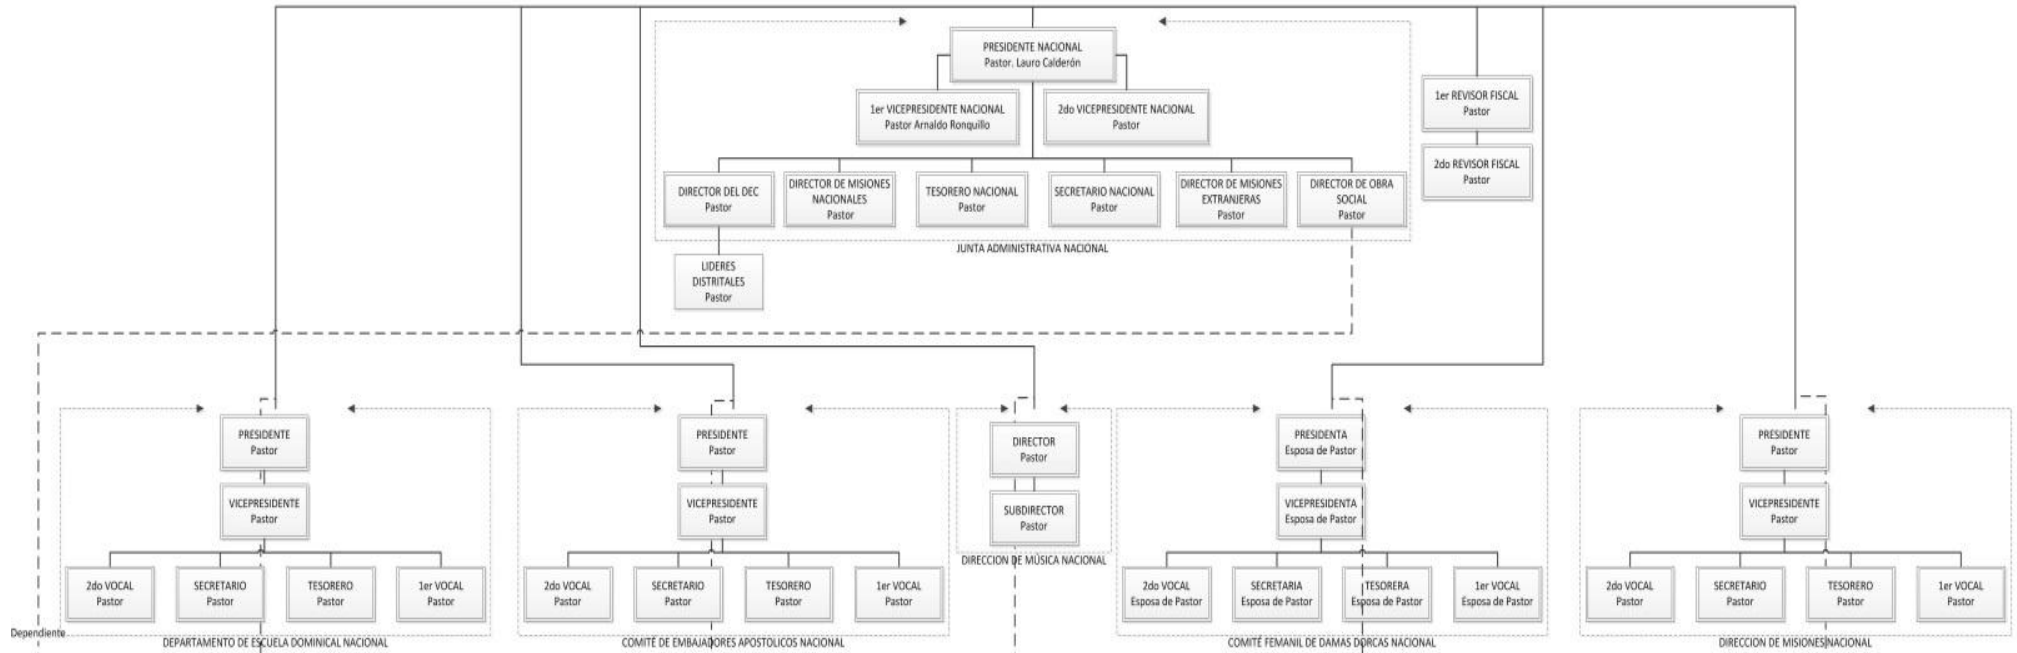 PRESIDENTE NACIONAL
Pastor. Lauro Calderón
1er VICEPRESIDENTE NACIONAL
Pastor Arnaldo Ronquillo
2do VICEPRESIDENTE NACIONAL
Pastor
1er REVISOR FISCAL
Pastor
2do REVISOR FISCAL
Pastor
DIRECTOR DEL DEC
Pastor
DIRECTOR DE MISIONES
NACIONALES
Pastor
TESORERO NACIONAL
Pastor
SECRETARIO NACIONAL
Pastor
DIRECTOR DE MISIONES
EXTRANJERAS
Pastor
DIRECTOR DE OBRA
SOCIAL
Pastor
JUNTA ADMINISTRATIVA NACIONAL
LIDERES
DISTRITALES
Pastor
PRESIDENTE
Pastor
VICEPRESIDENTE
Pastor
2do VOCAL
Pastor
SECRETARIO
Pastor
TESORERO
Pastor
1er VOCAL
Pastor
Dependiente
DEPARTAMENTO DE ESCUELA DOMINICAL NACIONAL
PRESIDENTE
Pastor
VICEPRESIDENTE
Pastor
2do VOCAL
Pastor
SECRETARIO
Pastor
TESORERO
Pastor
1er VOCAL
Pastor
COMITÉ DE EMBAJADORES APOSTOLICOS NACIONAL
DIRECTOR
Pastor
SUBDIRECTOR
Pastor
DIRECCION DE MÚSICA NACIONAL
PRESIDENTA
Esposa de Pastor
VICEPRESIDENTA
Esposa de Pastor
2do VOCAL
Esposa de Pastor
SECRETARIA
Esposa de Pastor
TESORERA
Esposa de Pastor
1er VOCAL
Esposa de Pastor
COMITÉ FEMANIL DE DAMAS DORCAS NACIONAL
PRESIDENTE
Pastor
VICEPRESIDENTE
Pastor
2do VOCAL
Pastor
SECRETARIO
Pastor
TESORERO
Pastor
1er VOCAL
Pastor
DIRECCION DE MISIONES NACIONAL